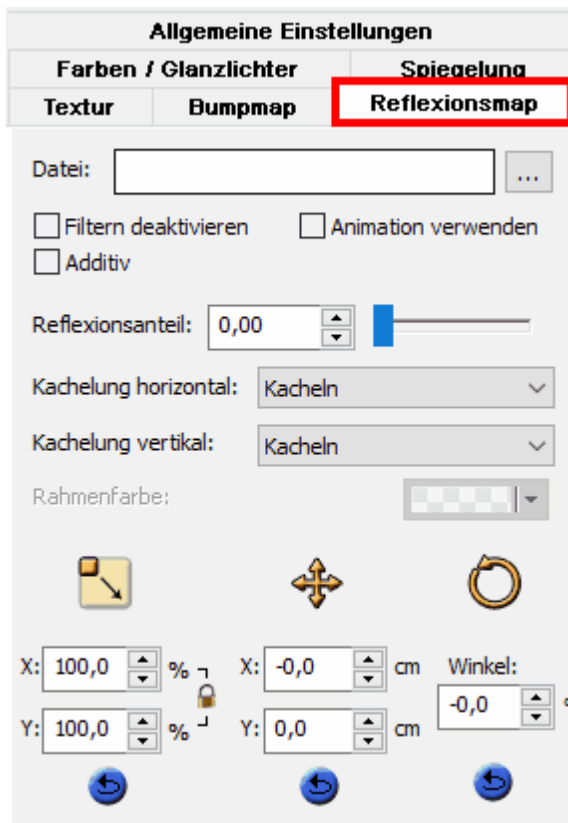 Allgemeine Einstellungen
Farben / Glanzlichter Spiegelung
Textur Bumpmap Reflexionsmap
Datei: ...
Filtern deaktivieren Animation verwenden
Additiv
Reflexionsanteil: 0,00
Kachelung horizontal: Kacheln
Kachelung vertikal: Kacheln
Rahmenfarbe:
X: 100,0 % X: -0,0 cm Winkel:
-0,0 °
Y: 100,0 % Y: 0,0 cm